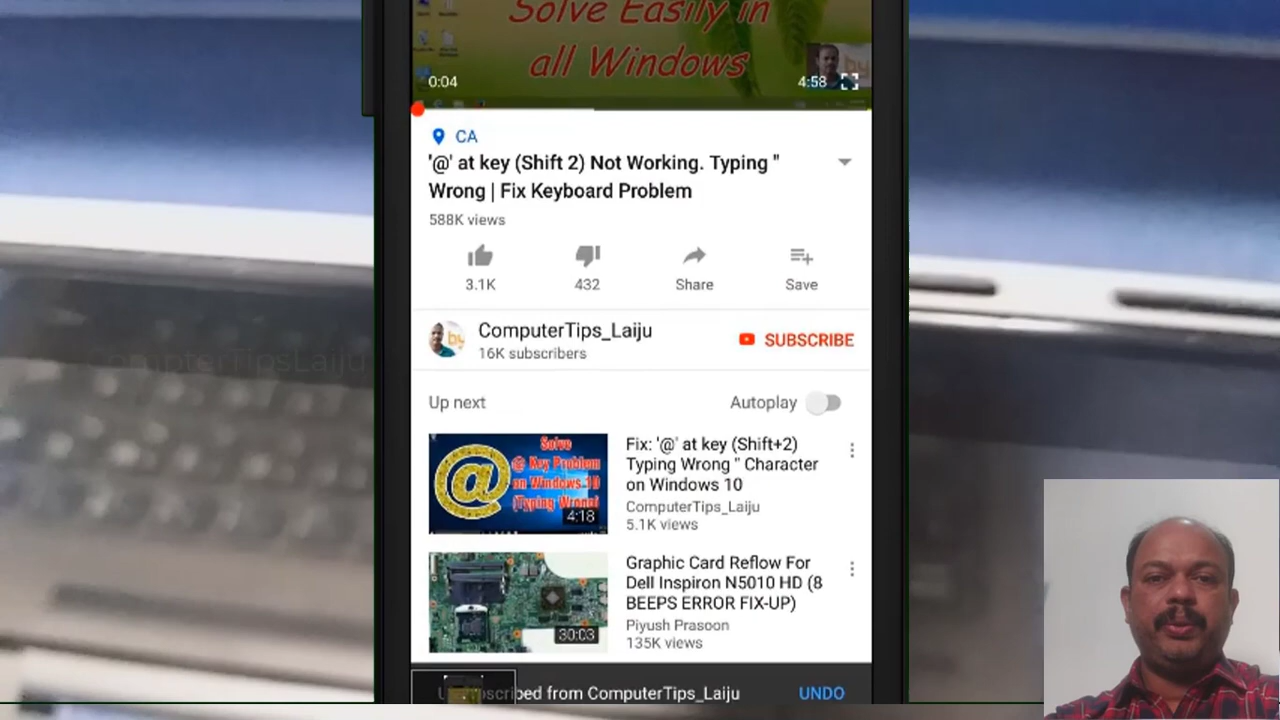 Solve Easily in
all Windows
0:04
4:58
CA
'@' at key (Shift 2) Not Working. Typing "
Wrong | Fix Keyboard Problem
588K views
3.1K
432
Share
Save
ComputerTips_Laiju
16K subscribers
SUBSCRIBE
Up next
Autoplay
Solve
@ Key Problem
on Windows 10
(Typing Wrong)
4:18
Fix: '@' at key (Shift+2)
Typing Wrong " Character
on Windows 10
ComputerTips_Laiju
5.1K views
30:03
Graphic Card Reflow For
Dell Inspiron N5010 HD (8
BEEPS ERROR FIX-UP)
Piyush Prasoon
135K views
from ComputerTips_Laiju
UNDO